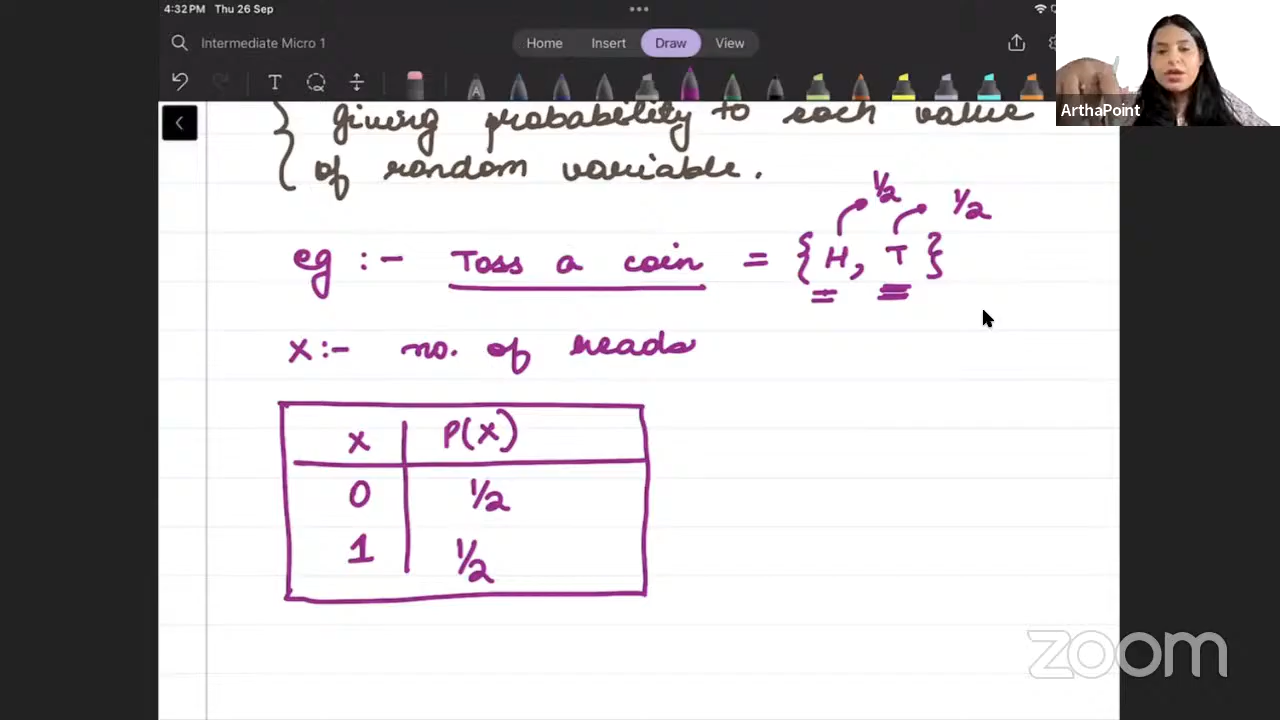 4:32 PM Thu 26 Sep
Intermediate Micro 1
Home Insert Draw View
ArthaPoint
giving probability to each value
of random variable.
1/2 1/2
eg :- Toss a coin = {H, T}
X :- no. of heads
x P(x)
0 1/2
1 1/2
zoom